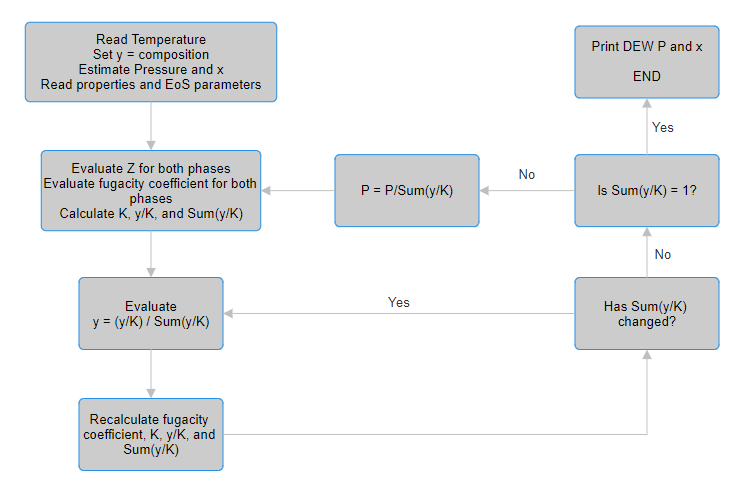 Read Temperature
Set y = composition
Estimate Pressure and x
Read properties and EoS parameters
Print DEW P and x
END
Yes
Evaluate Z for both phases
Evaluate fugacity coefficient for both
phases
Calculate K, y/K, and Sum(y/K)
P = P/Sum(y/K)
No
Is Sum(y/K) = 1?
No
Evaluate
y = (y/K) / Sum(y/K)
Yes
Has Sum(y/K)
changed?
Recalculate fugacity
coefficient, K, y/K, and
Sum(y/K)